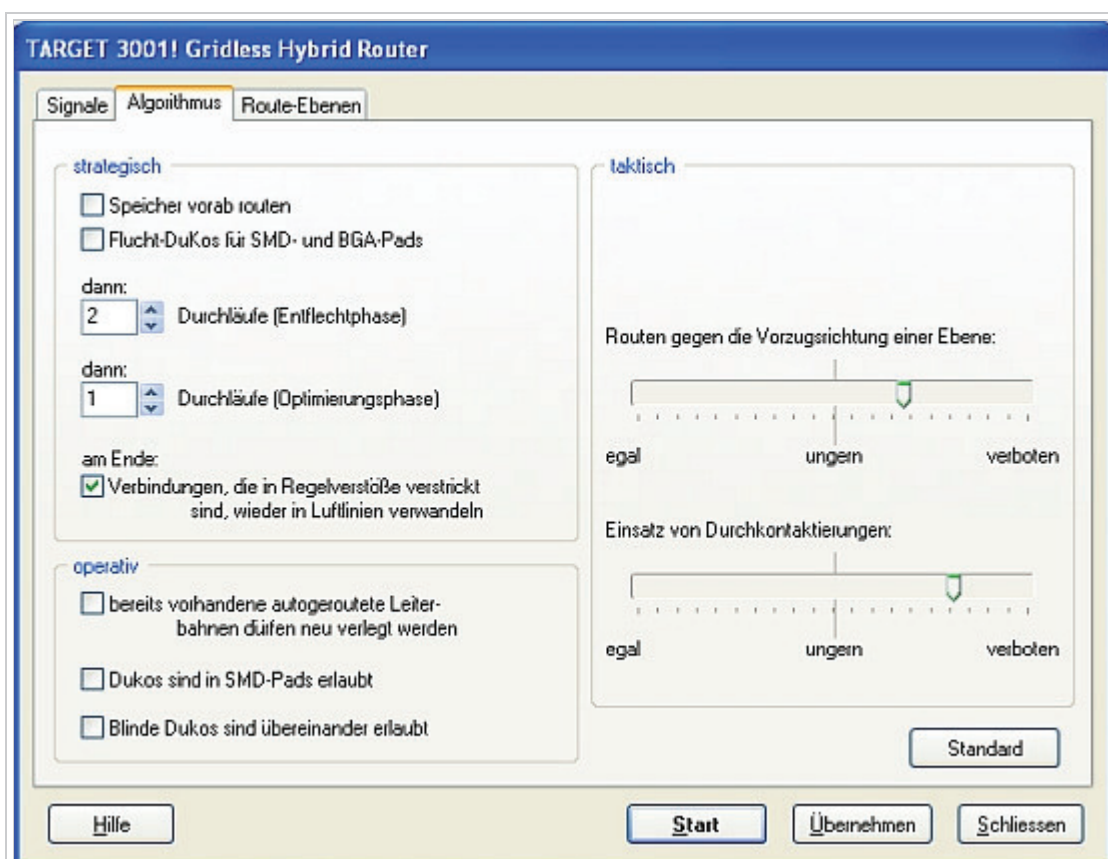 TARGET 3001! Gridless Hybrid Router
Signale
Algorithmus
Route-Ebenen
strategisch
Speicher vorab routen
Flucht-DuKos für SMD- und BGA-Pads
dann:
2
Durchläufe (Entflechtphase)
dann:
1
Durchläufe (Optimierungsphase)
am Ende:
Verbindungen, die in Regelverstöße verstrickt
sind, wieder in Luftlinien verwandeln
operativ
bereits vorhandene autogeroutete Leiter-
bahnen dürfen neu verlegt werden
Dukos sind in SMD-Pads erlaubt
Blinde Dukos sind übereinander erlaubt
taktisch
Routen gegen die Vorzugsrichtung einer Ebene:
egal
ungern
verboten
Einsatz von Durchkontaktierungen:
egal
ungern
verboten
Standard
Hilfe
Start
Übernehmen
Schliessen